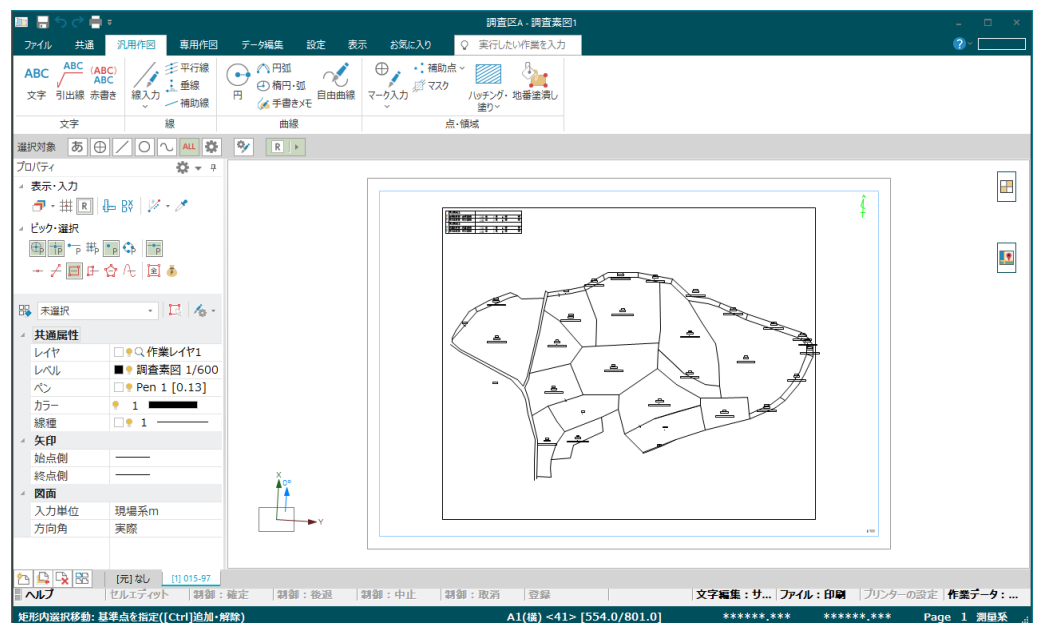 調査区A - 調査素図1
ファイル 共通 汎用作図 専用作図 データ編集 設定 表示 お気に入り 実行したい作業を入力
ABC ABC (ABC) ABC
文字 引出線 赤書き 線入力 平行線 垂線 補助線 円 円弧 楕円・弧 手書きメモ 自由曲線 マーク入力 補助点 マスク ハッチング・塗り 地番塗潰し
文字 線 曲線 点・領域
選択対象 あ ALL R
プロパティ
表示・入力
R DX DY
ピック・選択
P P P P P P
全
未選択
共通属性
レイヤ 作業レイヤ1
レベル 調査素図 1/600
ペン Pen 1 [0.13]
カラー 1
線種 1
矢印
始点側
終点側
図面
入力単位 現場系m
方向角 実際
X
0°
Y
[元] なし [1] 015-97
ヘルプ セルエディット 制御：確定 制御：後退 制御：中止 制御：取消 登録 文字編集：サ... ファイル：印刷 プリンターの設定 作業データ：...
矩形内選択移動: 基準点を指定([Ctrl]追加・解除) A1(横) <41> [554.0/801.0] ******.*** ******.*** Page 1 測量系